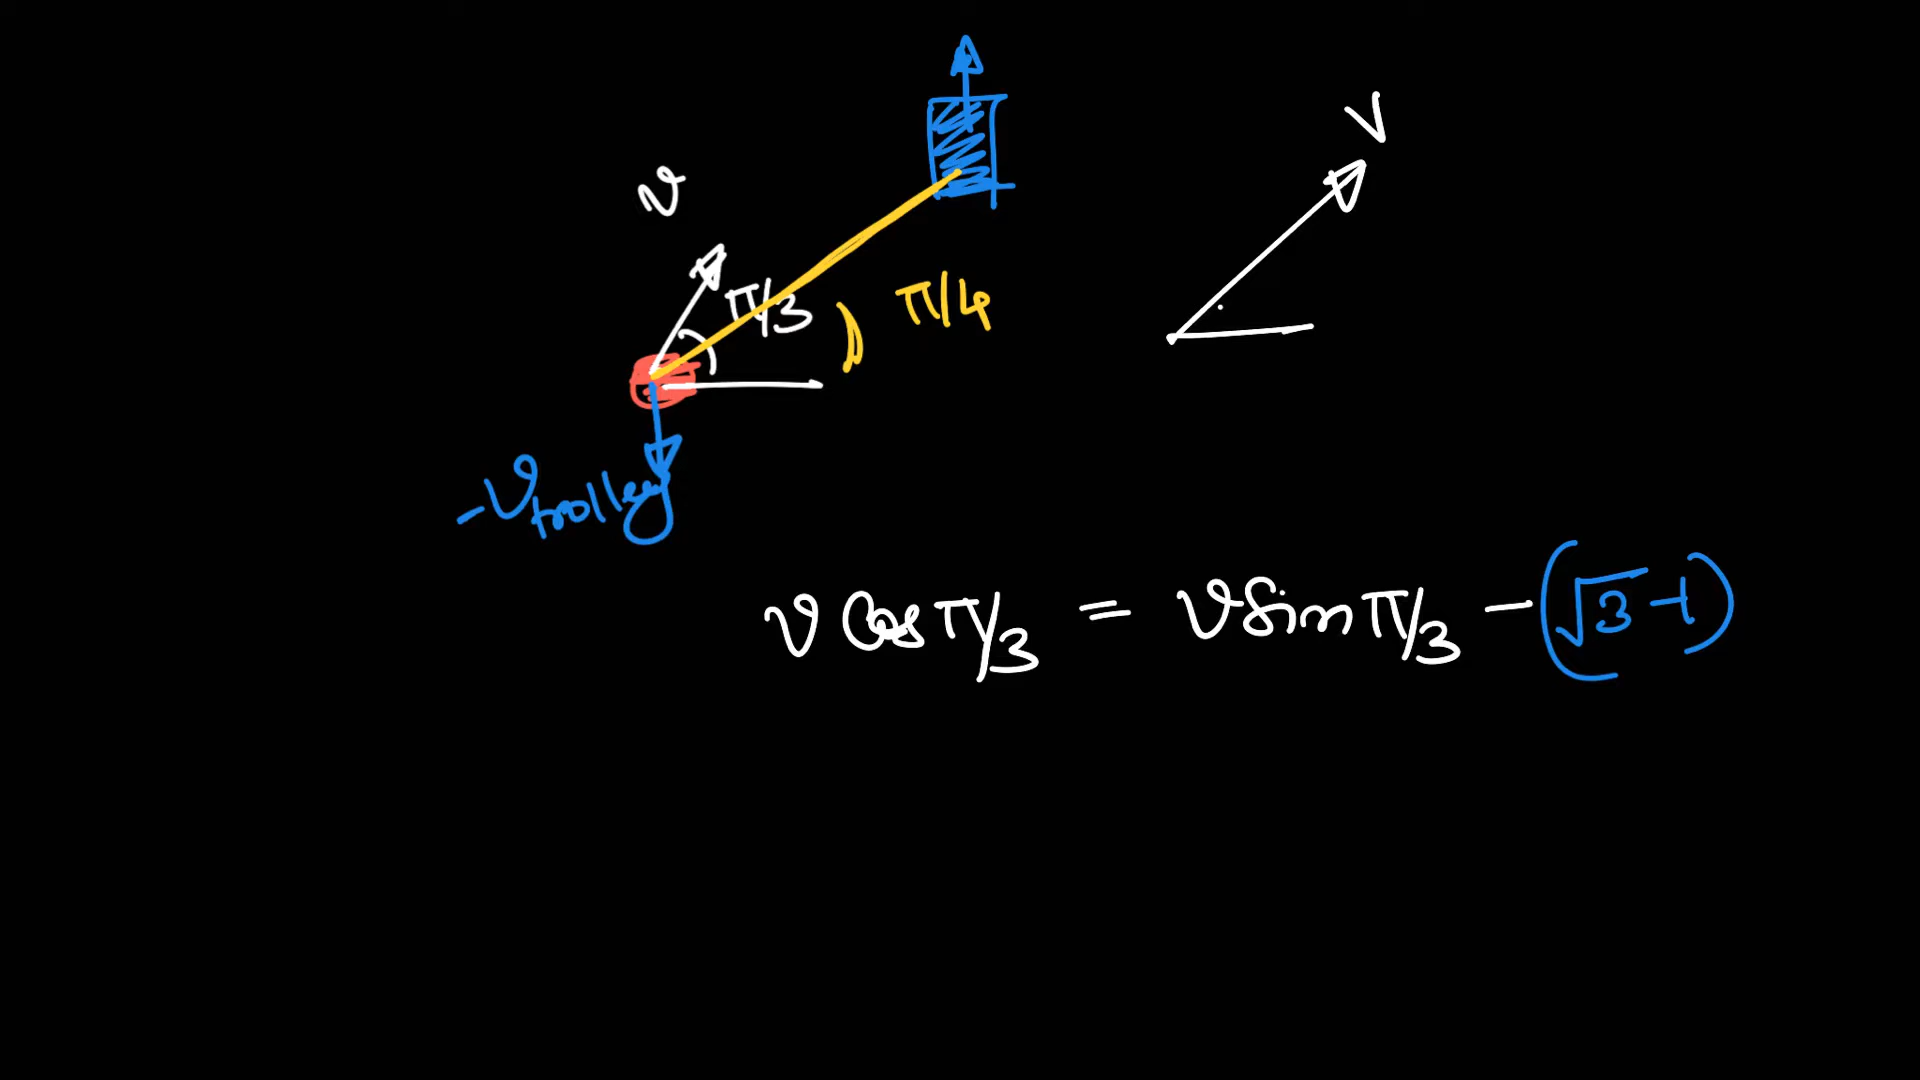 V
v
π/3
π/4
-v trolley
v Cos π/3 = v Sin π/3 - (√3 - 1)